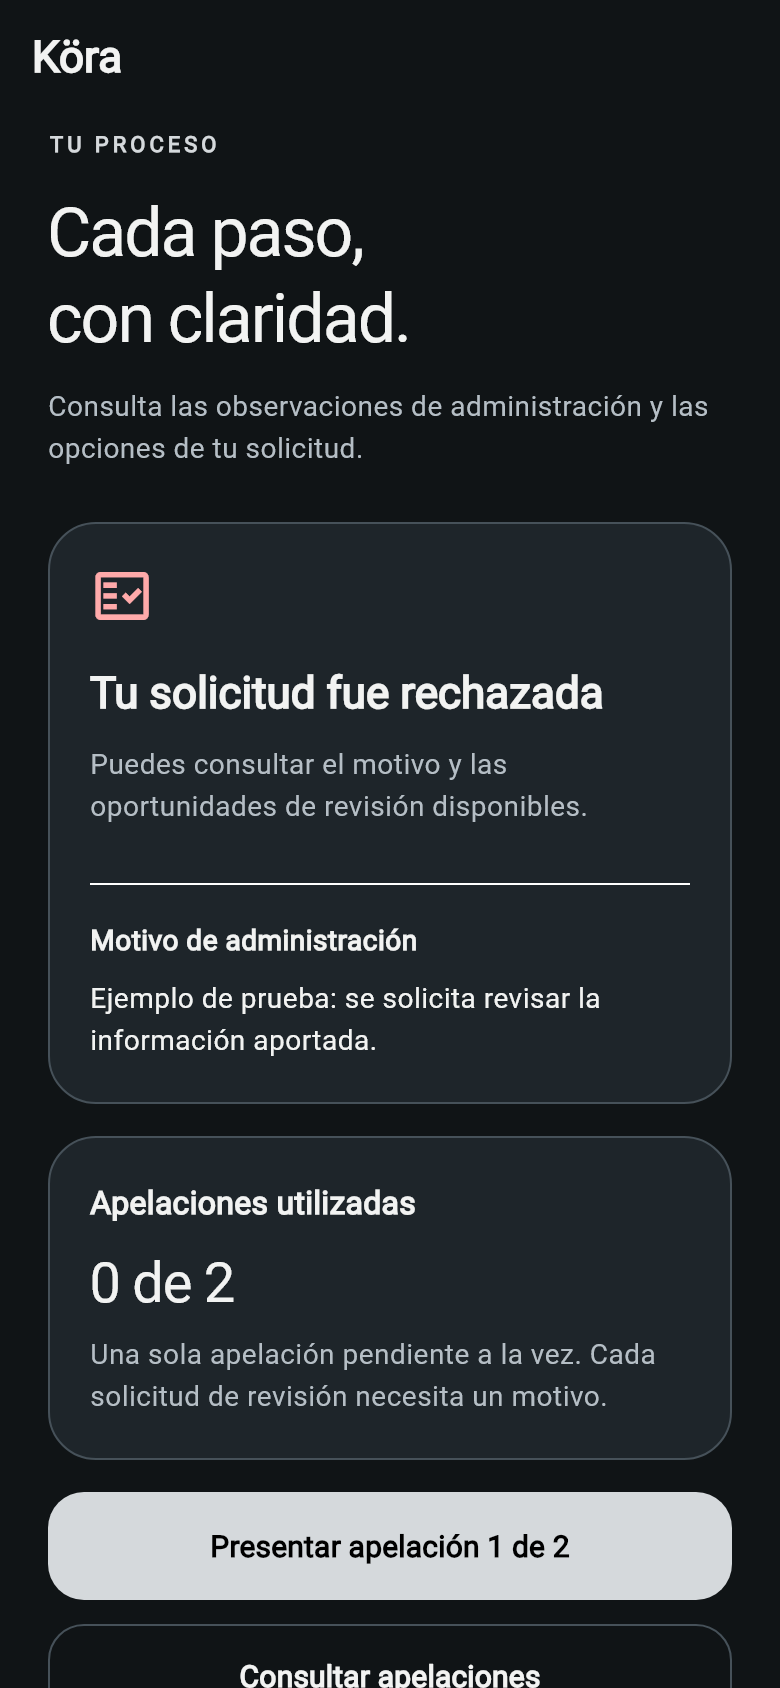 Köra
TU PROCESO
Cada paso,
con claridad.
Consulta las observaciones de administración y las
opciones de tu solicitud.
Tu solicitud fue rechazada
Puedes consultar el motivo y las
oportunidades de revisión disponibles.
Motivo de administración
Ejemplo de prueba: se solicita revisar la
información aportada.
Apelaciones utilizadas
0 de 2
Una sola apelación pendiente a la vez. Cada
solicitud de revisión necesita un motivo.
Presentar apelación 1 de 2
Consultar apelaciones